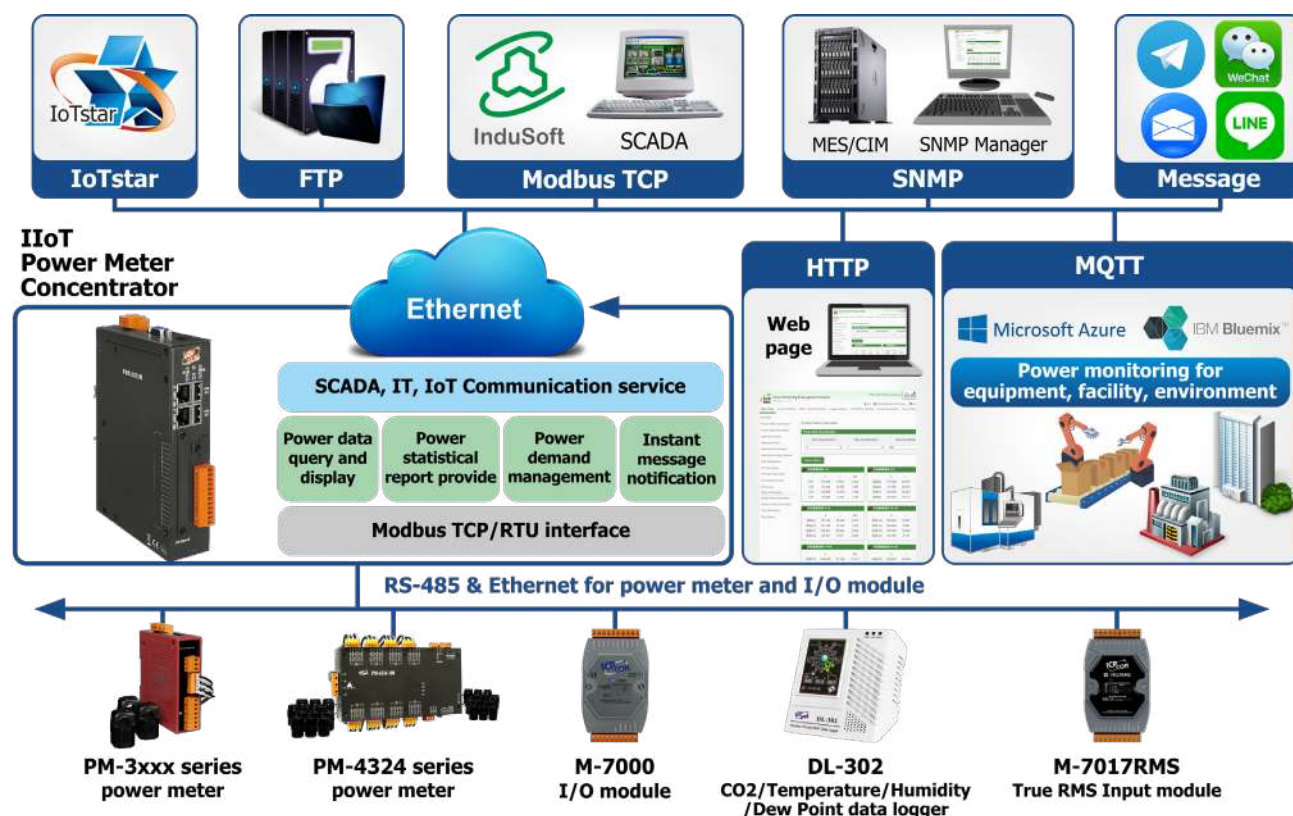 IoTstar
IoTstar
FTP
InduSoft
SCADA
Modbus TCP
MES/CIM
SNMP Manager
SNMP
WeChat
LINE
Message
IIoT
Power Meter
Concentrator
Ethernet
SCADA, IT, IoT Communication service
Power data
query and
display
Power
statistical
report provide
Power
demand
management
Instant
message
notification
Modbus TCP/RTU interface
HTTP
Web
page
MQTT
Microsoft Azure
IBM Bluemix™
Power monitoring for
equipment, facility, environment
RS-485 & Ethernet for power meter and I/O module
DL-302
PM-3xxx series
power meter
PM-4324 series
power meter
M-7000
I/O module
DL-302
CO2/Temperature/Humidity
/Dew Point data logger
M-7017RMS
True RMS Input module